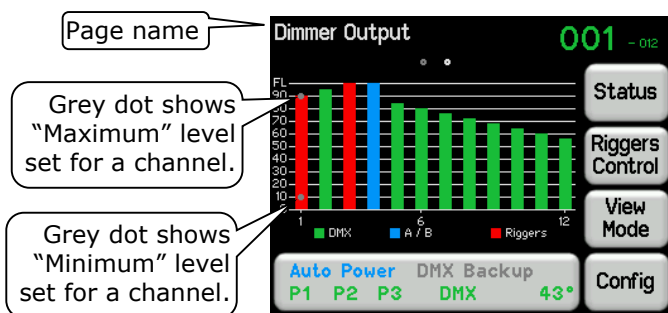 Page name
Dimmer Output
001 - 012
Grey dot shows
"Maximum" level
set for a channel.
FL
90
70
60
50
40
30
20
10
1
6
12
DMX
A / B
Riggers
Grey dot shows
"Minimum" level
set for a channel.
Status
Riggers
Control
View
Mode
Config
Auto Power DMX Backup
P1 P2 P3 DMX 43°